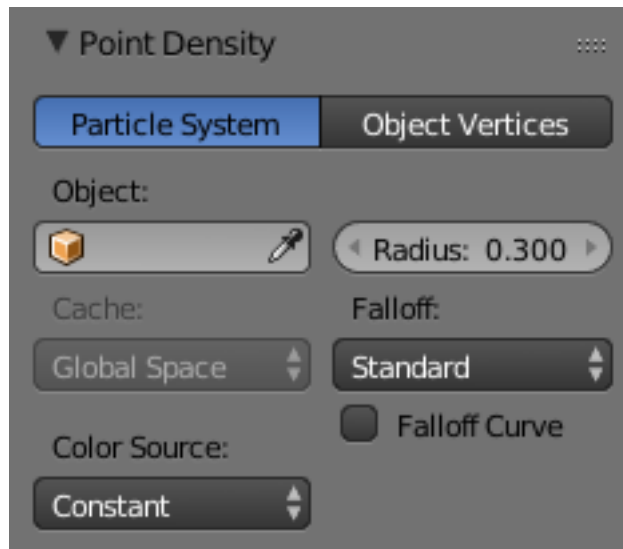 Point Density
Particle System Object Vertices
Object:
Radius: 0.300
Cache: Falloff:
Global Space Standard
Falloff Curve
Color Source:
Constant